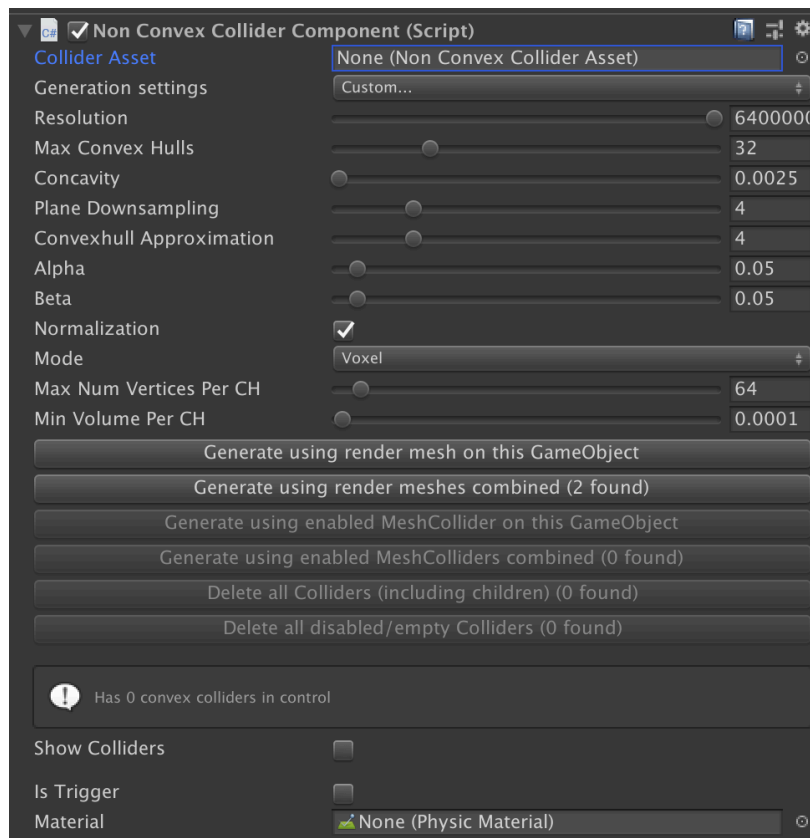 C# Non Convex Collider Component (Script)
Collider Asset None (Non Convex Collider Asset)
Generation settings Custom...
Resolution 6400000
Max Convex Hulls 32
Concavity 0.0025
Plane Downsampling 4
Convexhull Approximation 4
Alpha 0.05
Beta 0.05
Normalization
Mode Voxel
Max Num Vertices Per CH 64
Min Volume Per CH 0.0001
Generate using render mesh on this GameObject
Generate using render meshes combined (2 found)
Generate using enabled MeshCollider on this GameObject
Generate using enabled MeshColliders combined (0 found)
Delete all Colliders (including children) (0 found)
Delete all disabled/empty Colliders (0 found)
Has 0 convex colliders in control
Show Colliders
Is Trigger
Material None (Physic Material)